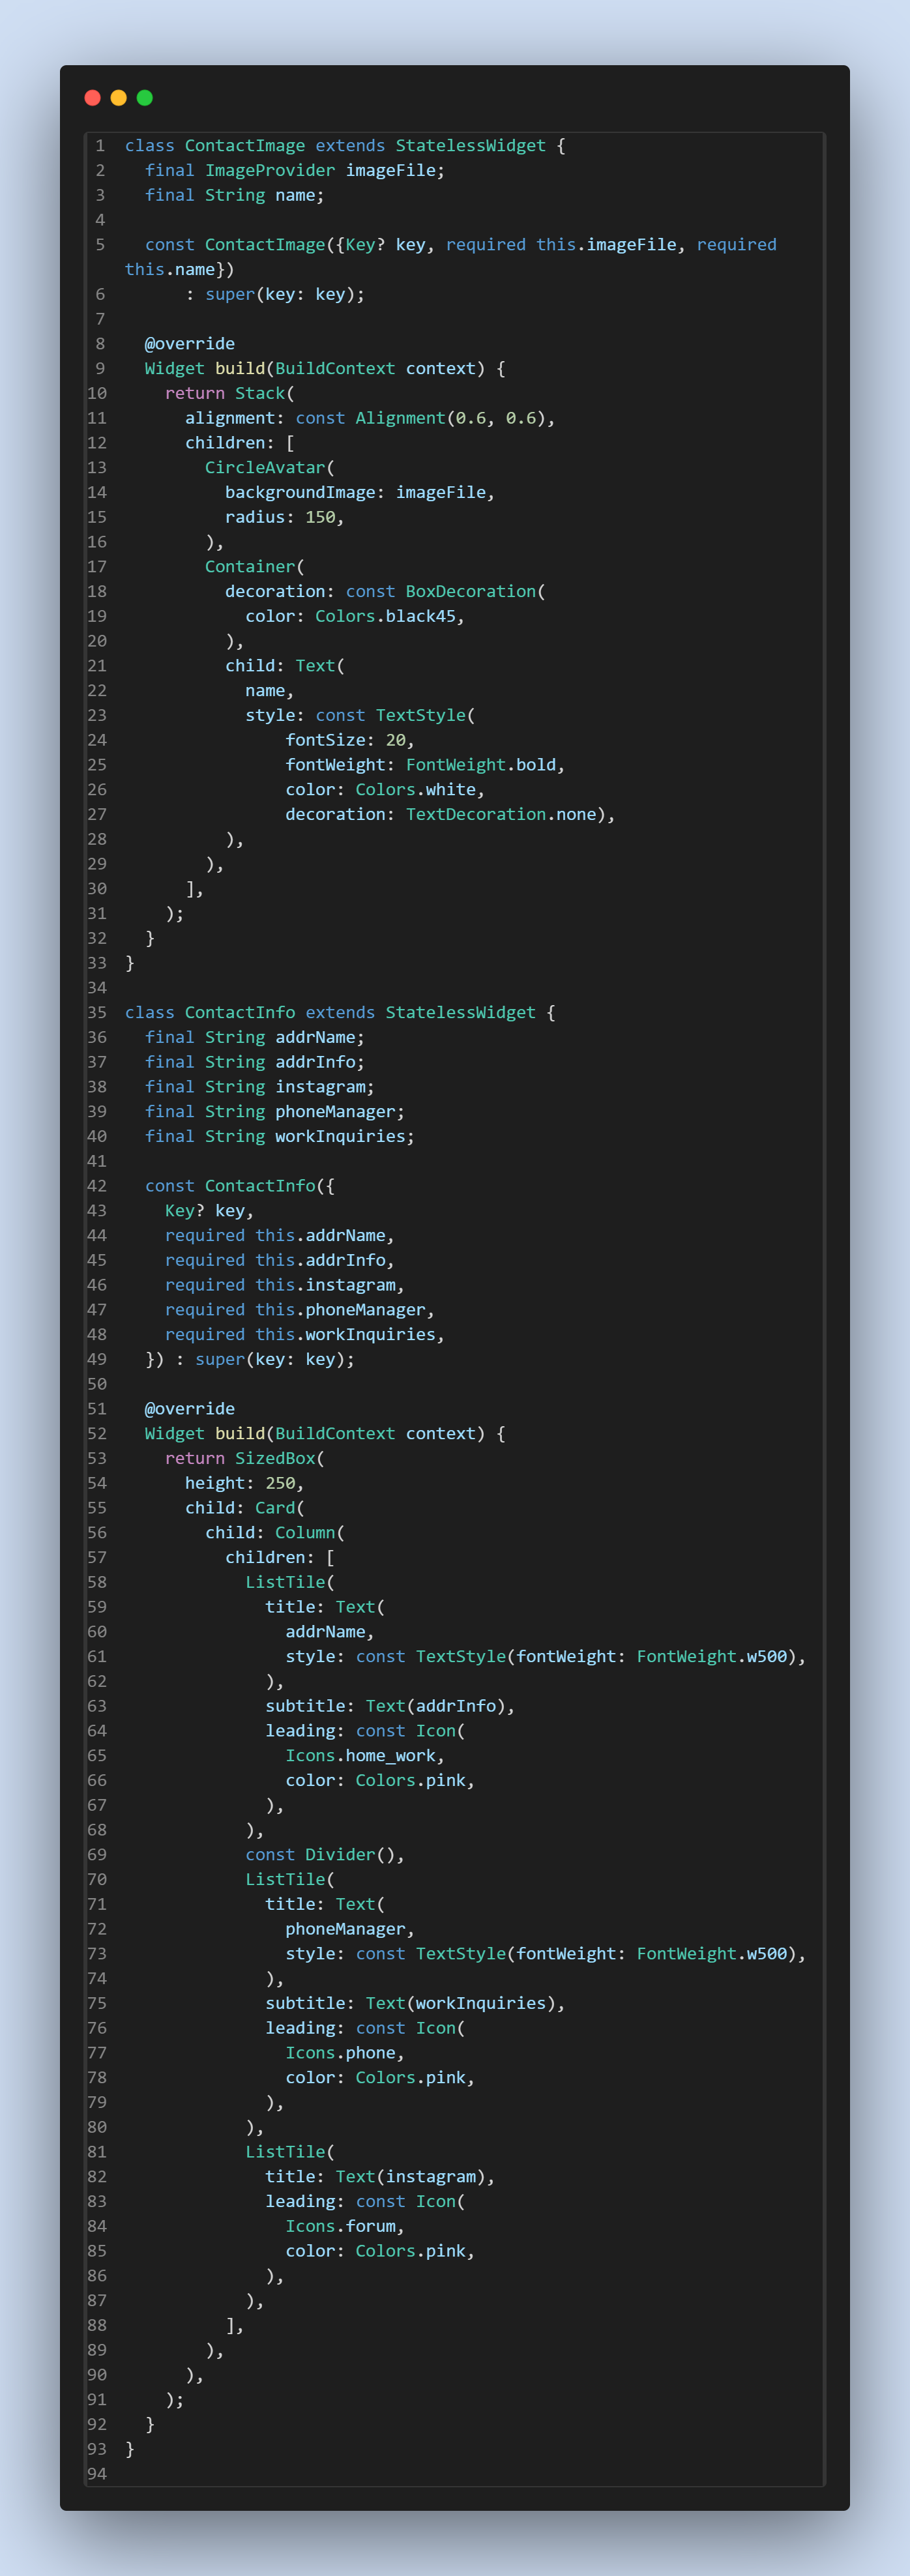 1 class ContactImage extends StatelessWidget {
2   final ImageProvider imageFile;
3   final String name;
4
5   const ContactImage({Key? key, required this.imageFile, required
this.name})
6       : super(key: key);
7
8   @override
9   Widget build(BuildContext context) {
10     return Stack(
11       alignment: const Alignment(0.6, 0.6),
12       children: [
13         CircleAvatar(
14           backgroundImage: imageFile,
15           radius: 150,
16         ),
17         Container(
18           decoration: const BoxDecoration(
19             color: Colors.black45,
20           ),
21           child: Text(
22             name,
23             style: const TextStyle(
24                 fontSize: 20,
25                 fontWeight: FontWeight.bold,
26                 color: Colors.white,
27                 decoration: TextDecoration.none),
28           ),
29         ),
30       ],
31     );
32   }
33 }
34
35 class ContactInfo extends StatelessWidget {
36   final String addrName;
37   final String addrInfo;
38   final String instagram;
39   final String phoneManager;
40   final String workInquiries;
41
42   const ContactInfo({
43     Key? key,
44     required this.addrName,
45     required this.addrInfo,
46     required this.instagram,
47     required this.phoneManager,
48     required this.workInquiries,
49   }) : super(key: key);
50
51   @override
52   Widget build(BuildContext context) {
53     return SizedBox(
54       height: 250,
55       child: Card(
56         child: Column(
57           children: [
58             ListTile(
59               title: Text(
60                 addrName,
61                 style: const TextStyle(fontWeight: FontWeight.w500),
62               ),
63               subtitle: Text(addrInfo),
64               leading: const Icon(
65                 Icons.home_work,
66                 color: Colors.pink,
67               ),
68             ),
69             const Divider(),
70             ListTile(
71               title: Text(
72                 phoneManager,
73                 style: const TextStyle(fontWeight: FontWeight.w500),
74               ),
75               subtitle: Text(workInquiries),
76               leading: const Icon(
77                 Icons.phone,
78                 color: Colors.pink,
79               ),
80             ),
81             ListTile(
82               title: Text(instagram),
83               leading: const Icon(
84                 Icons.forum,
85                 color: Colors.pink,
86               ),
87             ),
88           ],
89         ),
90       ),
91     );
92   }
93 }
94